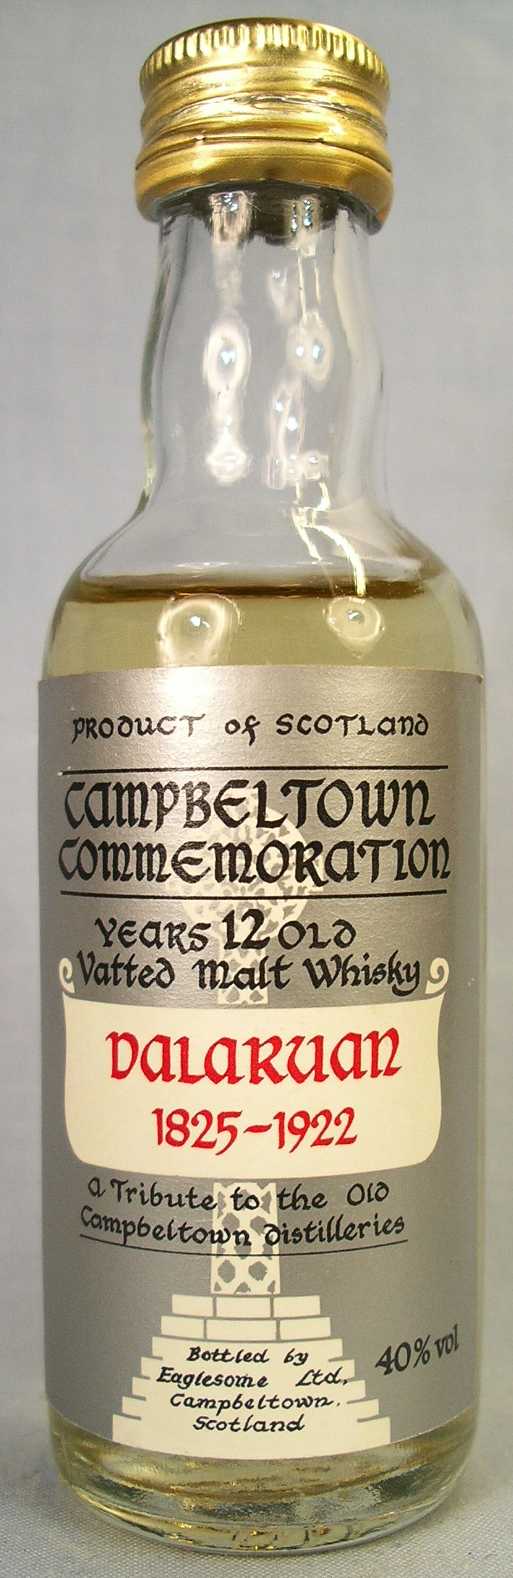 PRODUCT of SCOTLAND
CAMPBELTOWN
COMMEMORATION
YEARS 12 OLD
Vatted Malt Whisky
DALARUAN
1825-1922
a Tribute to the Old
Campbeltown distilleries
40% vol
Bottled by
Eaglesome Ltd,
Campbeltown.
Scotland